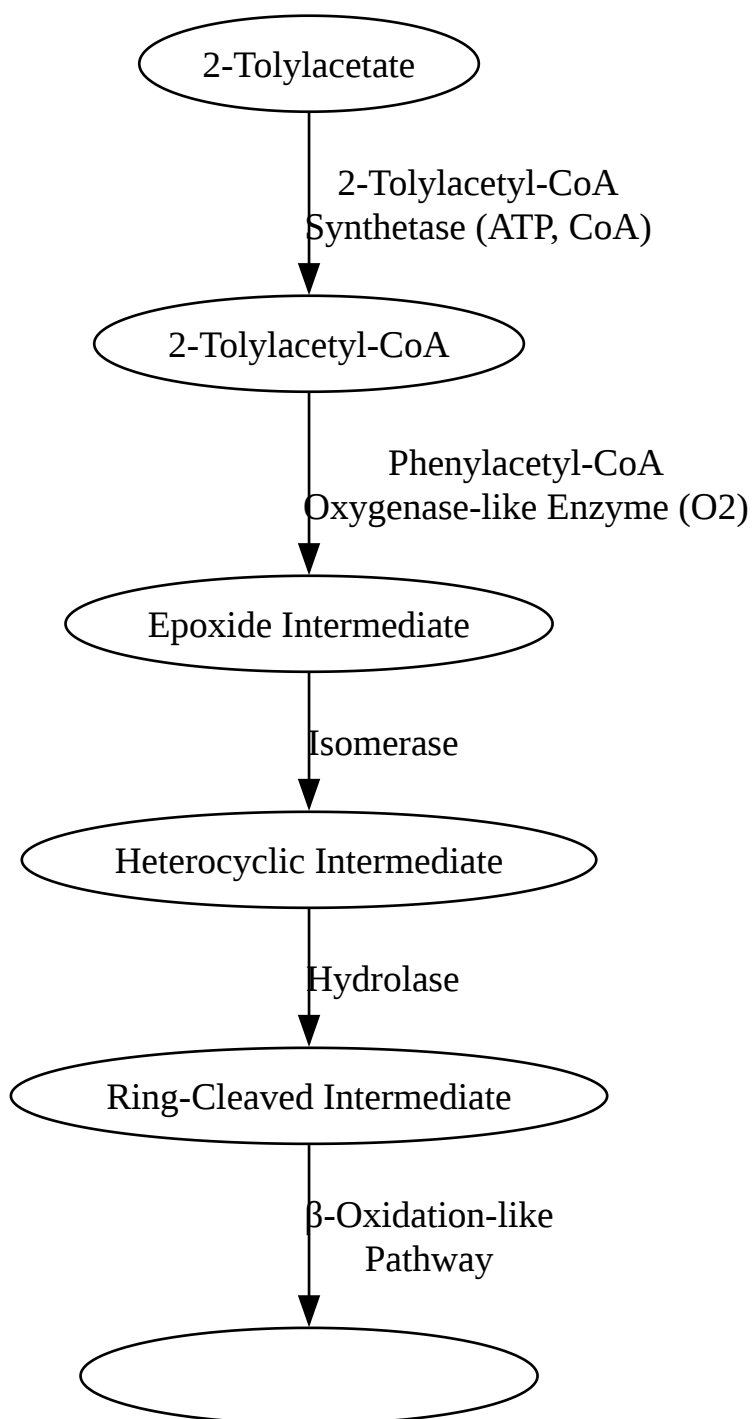 2-Tolylacetate
2-Tolylacetyl-CoA
Synthetase (ATP, CoA)
2-Tolylacetyl-CoA
Phenylacetyl-CoA
Oxygenase-like Enzyme (O2)
Epoxide Intermediate
Isomerase
Heterocyclic Intermediate
Hydrolase
Ring-Cleaved Intermediate
β-Oxidation-like
Pathway